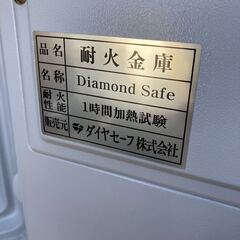 品名 耐火金庫
名称 Diamond Safe
耐火性能 1時間加熱試験
販売元 ダイヤセーフ株式会社